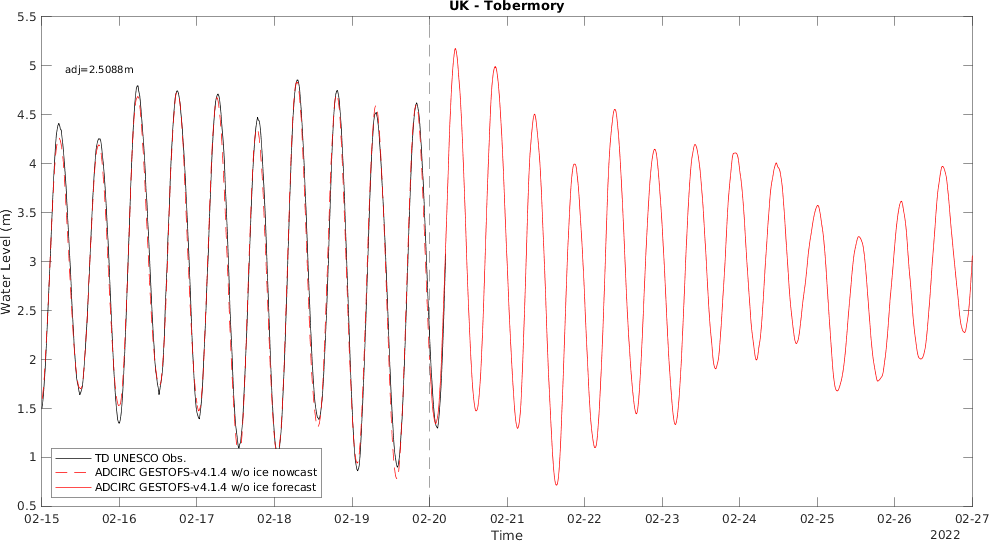 UK - Tobermory
5.5
5
4.5
4
3.5
3
2.5
2
1.5
1
0.5
Water Level (m)
adj=2.5088m
TD UNESCO Obs.
ADCIRC GESTOFS-v4.1.4 w/o ice nowcast
ADCIRC GESTOFS-v4.1.4 w/o ice forecast
02-15 02-16 02-17 02-18 02-19 02-20 02-21 02-22 02-23 02-24 02-25 02-26 02-27
Time
2022